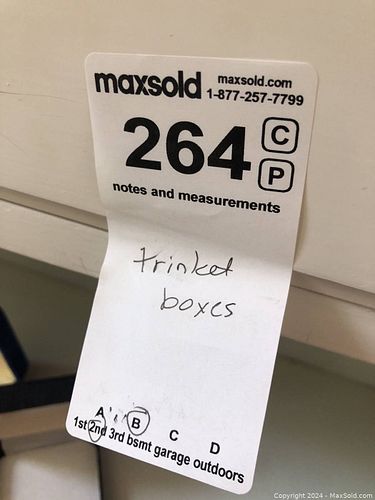 maxsold maxsold.com
1-877-257-7799
264 C
P
notes and measurements
trinket
boxes
A B C D
1st 2nd 3rd bsmt garage outdoors
Copyright 2024 - MaxSold.com